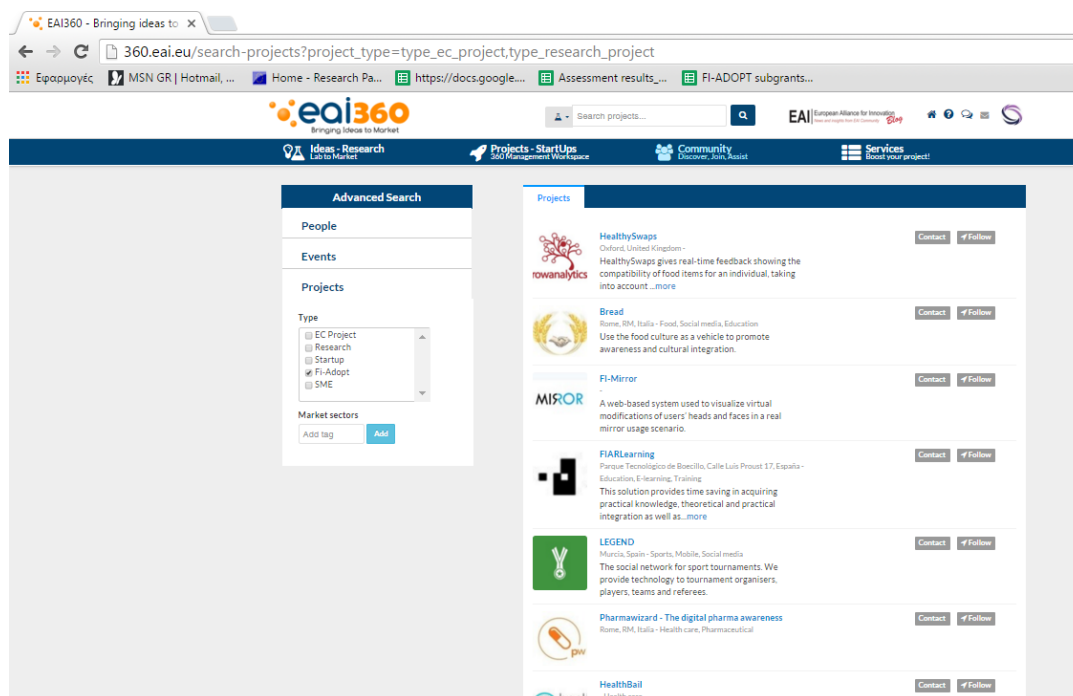 EAI360 - Bringing ideas to
360.eai.eu/search-projects?project_type=type_ec_project,type_research_project
Εφαρμογές MSN GR | Hotmail, ... Home - Research Pa... https://docs.google.... Assessment results_... FI-ADOPT subgrants...
eai360
Bringing Ideas to Market
Search projects...
EAI European Alliance for Innovation
Blog
Ideas - Research
Lab to Market
Projects - StartUps
360 Management Workspace
Community
Discover, Join, Assist
Services
Boost your project!
Advanced Search
People
Events
Projects
Type
EC Project
Research
Startup
Fi-Adopt
SME
Market sectors
Add tag Add
Projects
rowanalytics
HealthySwaps
Contact Follow
Oxford, United Kingdom -
HealthySwaps gives real-time feedback showing the
compatibility of food items for an individual, taking
into account ...more
Bread
Contact Follow
Rome, RM, Italia - Food, Social media, Education
Use the food culture as a vehicle to promote
awareness and cultural integration.
MIRROR
FI-Mirror
Contact Follow
-
A web-based system used to visualize virtual
modifications of users' heads and faces in a real
mirror usage scenario.
FIARLearning
Contact Follow
Parque Tecnológico de Boecillo, Calle Luis Proust 17, España -
Education, E-learning, Training
This solution provides time saving in acquiring
practical knowledge, theoretical and practical
integration as well as...more
LEGEND
Contact Follow
Murcia, Spain - Sports, Mobile, Social media
The social network for sport tournaments. We
provide technology to tournament organisers,
players, teams and referees.
pw
Pharmawizard - The digital pharma awareness
Contact Follow
Rome, RM, Italia - Health care, Pharmaceutical
HealthBail
Contact Follow